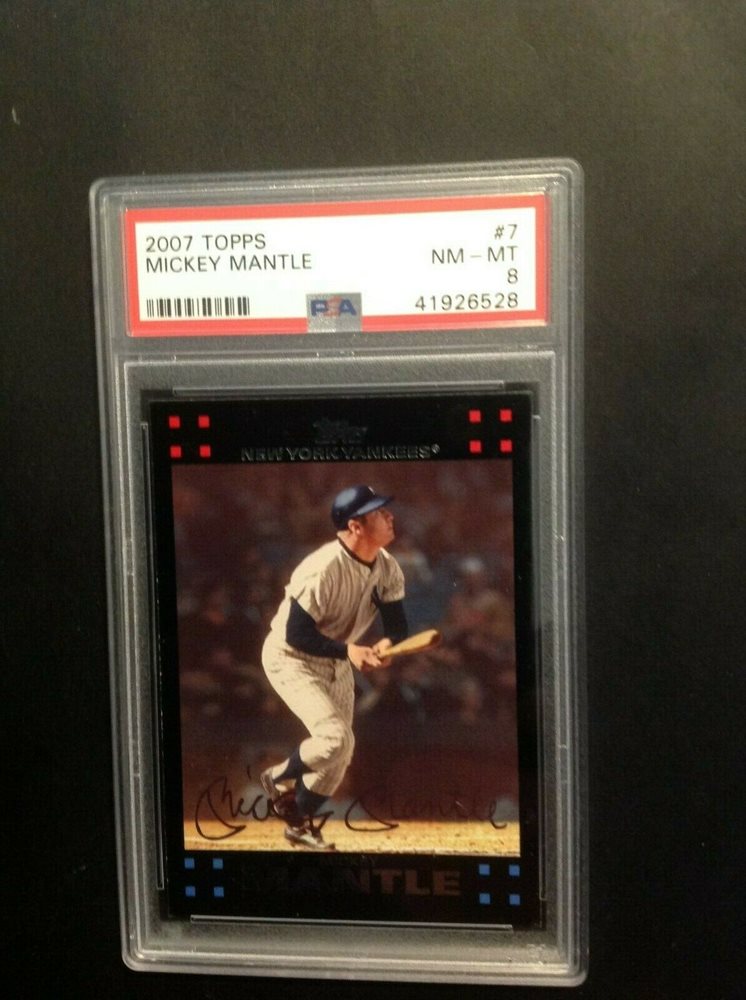 2007 TOPPS #7
MICKEY MANTLE NM - MT
8
41926528
PSA
Topps
NEW YORK YANKEES®
Mickey Mantle
MANTLE